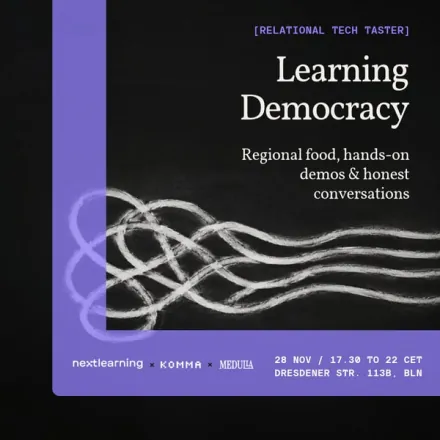 [RELATIONAL TECH TASTER]
Learning
Democracy
Regional food, hands-on
demos & honest
conversations
nextlearning × KOMMA × MEDULLA
28 NOV / 17.30 TO 22 CET
DRESDENER STR. 113B, BLN